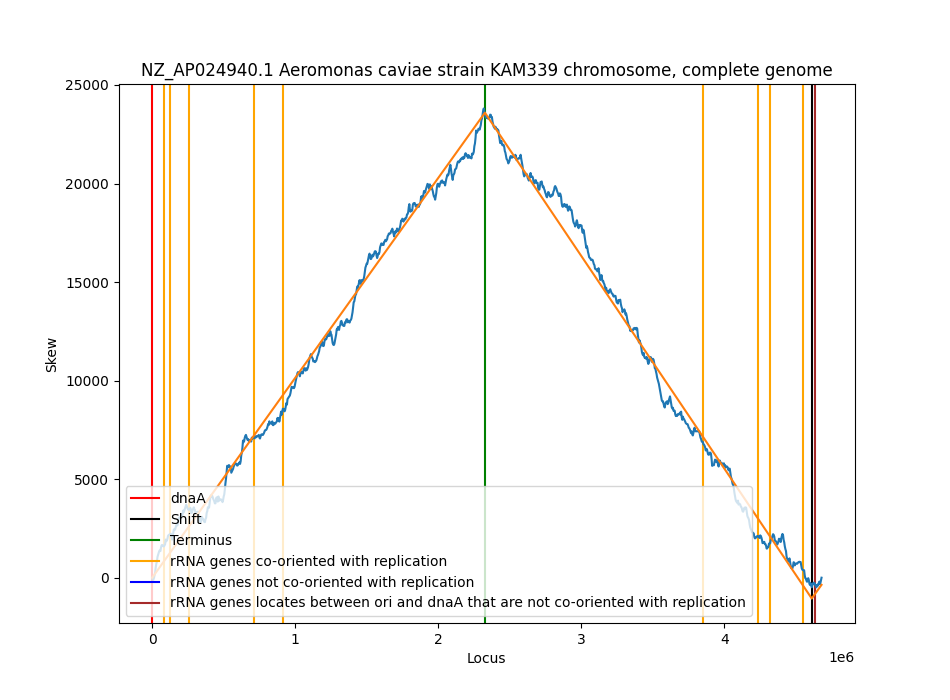 NZ_AP024940.1 Aeromonas caviae strain KAM339 chromosome, complete genome
25000
20000
15000
10000
5000
0
Skew
dnaA
Shift
Terminus
rRNA genes co-oriented with replication
rRNA genes not co-oriented with replication
rRNA genes locates between ori and dnaA that are not co-oriented with replication
0 1 2 3 4
1e6
Locus